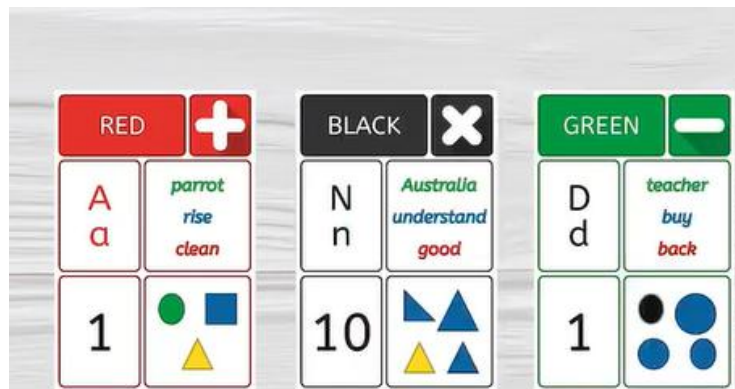 RED +
A
a
parrot
rise
clean
1
BLACK ×
N
n
Australia
understand
good
10
GREEN −
D
d
teacher
buy
back
1